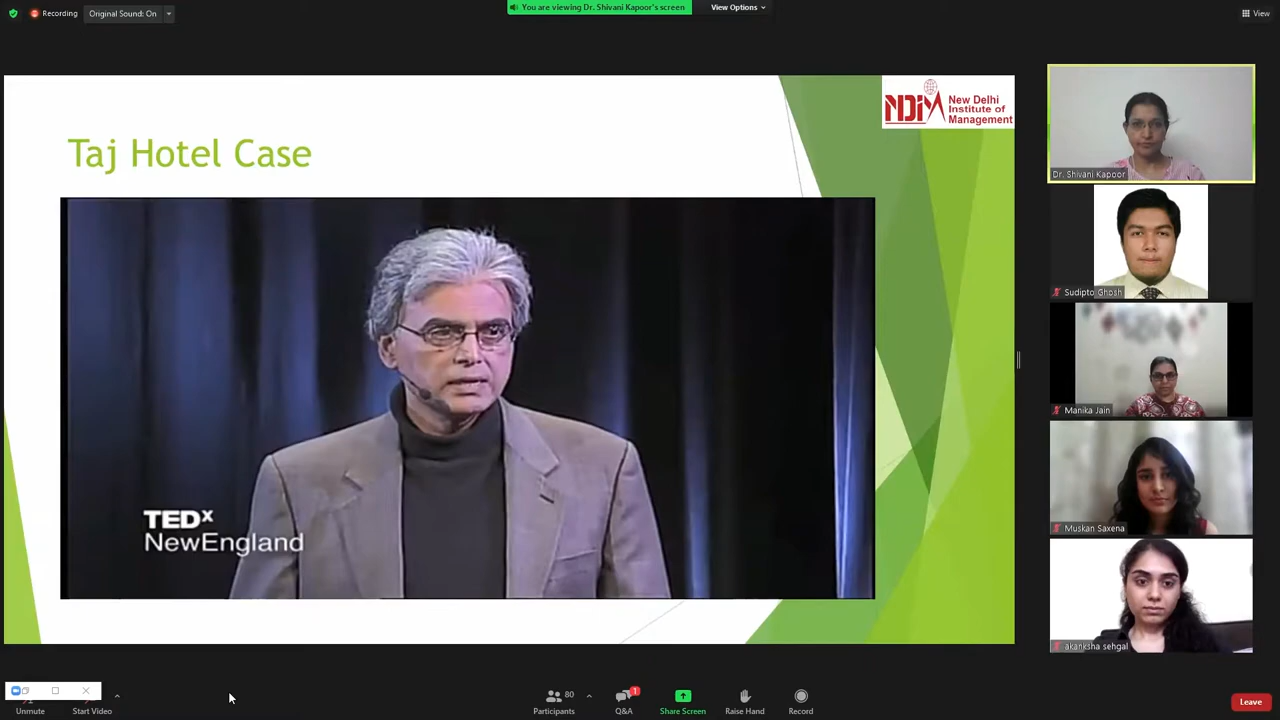 Recording
Original Sound: On
You are viewing Dr. Shivani Kapoor's screen
View Options
View
NDIM
New Delhi
Institute of
Management
Taj Hotel Case
TEDx
NewEngland
Dr. Shivani Kapoor
Sudipto Ghosh
Manika Jain
Muskan Saxena
akanksha sehgal
Unmute
Start Video
80
Participants
1
Q&A
Share Screen
Raise Hand
Record
Leave